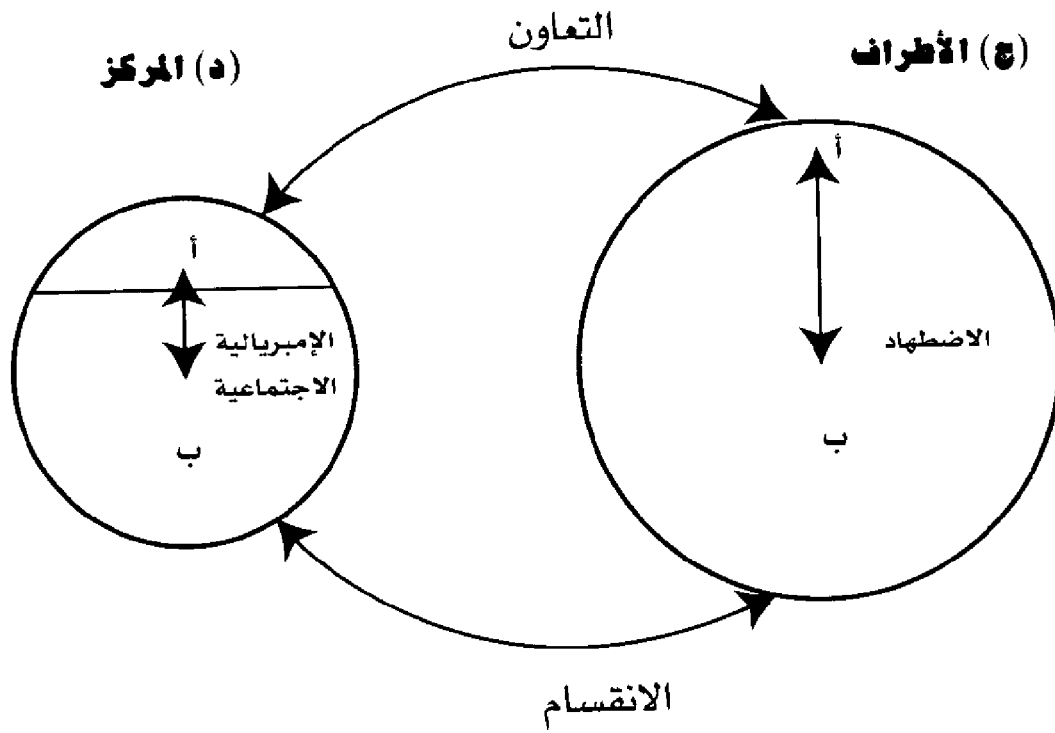 التعاون
(ج) الأطراف
(د) المركز
أ
أ
الاضطهاد
الإمبريالية
الاجتماعية
ب
ب
الانقسام